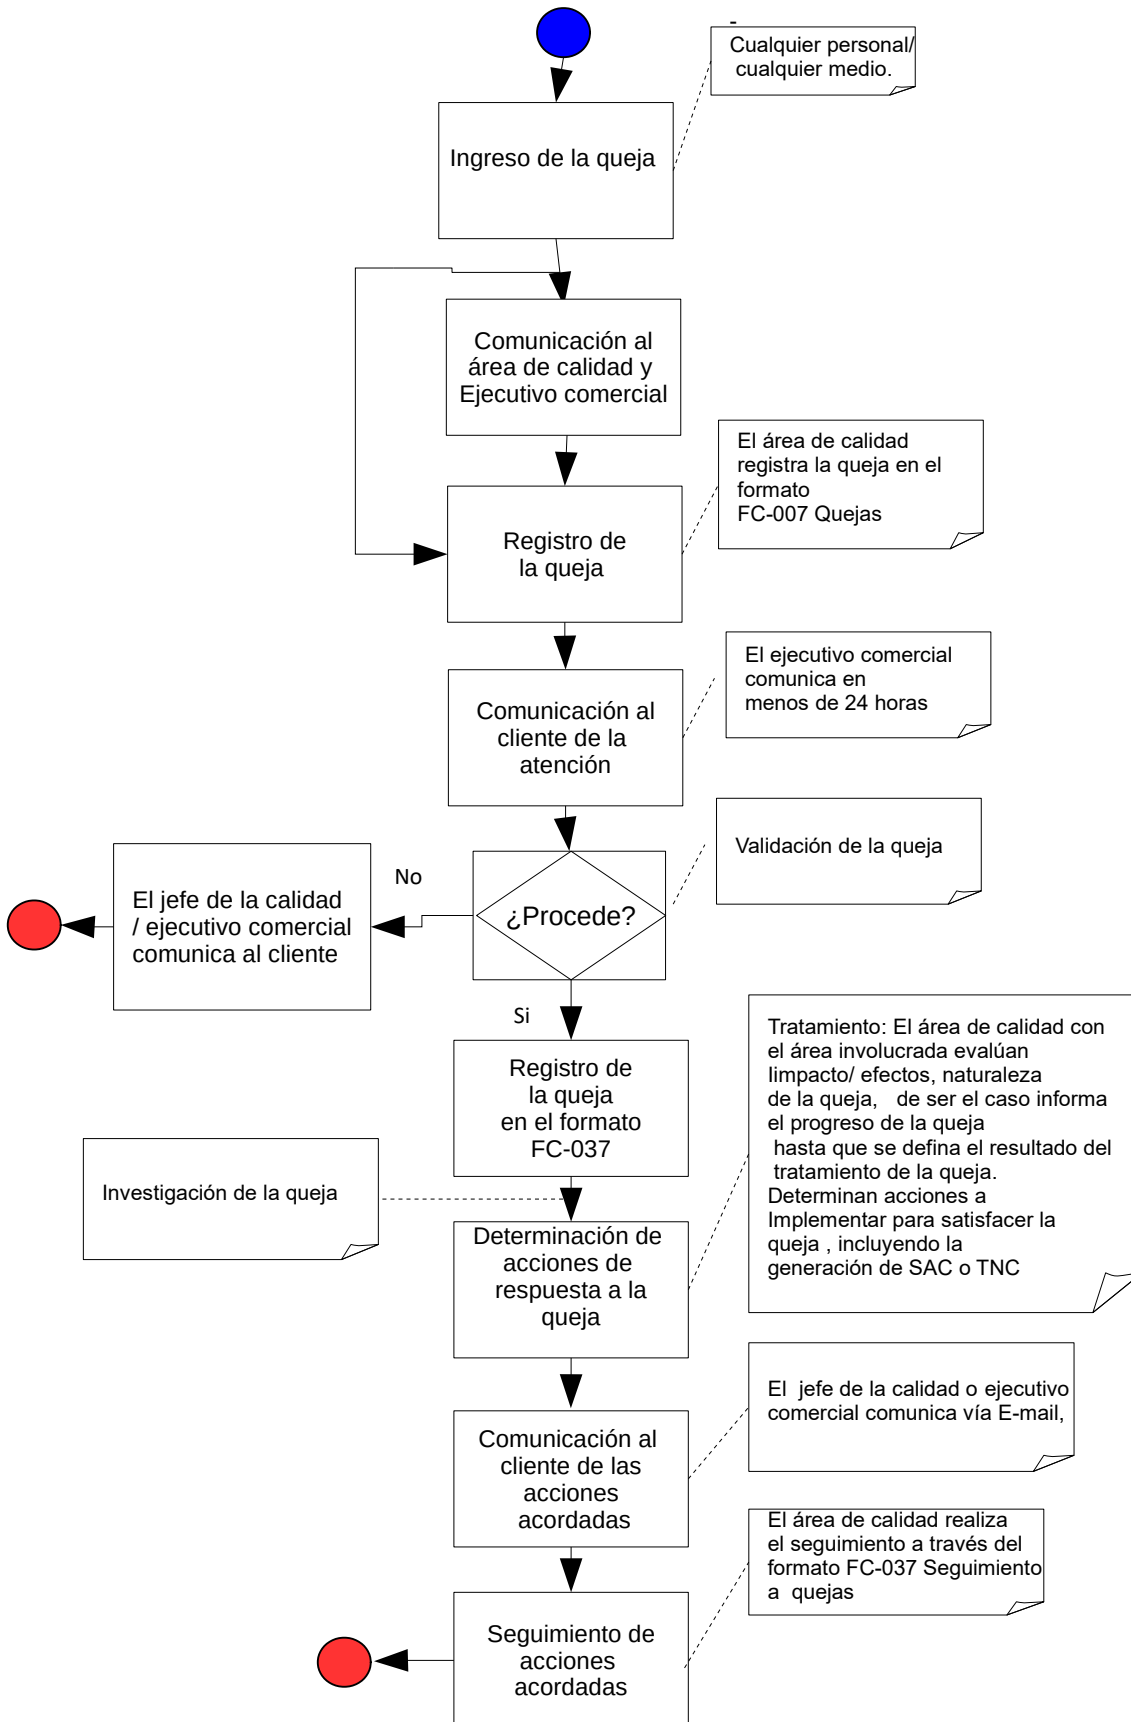 -
Cualquier personal/
cualquier medio.
Ingreso de la queja
Comunicación al
área de calidad y
Ejecutivo comercial
El área de calidad
registra la queja en el
formato
FC-007 Quejas
Registro de
la queja
El ejecutivo comercial
comunica en
menos de 24 horas
Comunicación al
cliente de la
atención
Validación de la queja
¿Procede?
No
El jefe de la calidad
/ ejecutivo comercial
comunica al cliente
Si
Registro de
la queja
en el formato
FC-037
Tratamiento: El área de calidad con
el área involucrada evalúan
Iimpacto/ efectos, naturaleza
de la queja, de ser el caso informa
el progreso de la queja
hasta que se defina el resultado del
tratamiento de la queja.
Determinan acciones a
Implementar para satisfacer la
queja , incluyendo la
generación de SAC o TNC
Investigación de la queja
Determinación de
acciones de
respuesta a la
queja
El jefe de la calidad o ejecutivo
comercial comunica vía E-mail,
Comunicación al
cliente de las
acciones
acordadas
El área de calidad realiza
el seguimiento a través del
formato FC-037 Seguimiento
a quejas
Seguimiento de
acciones
acordadas